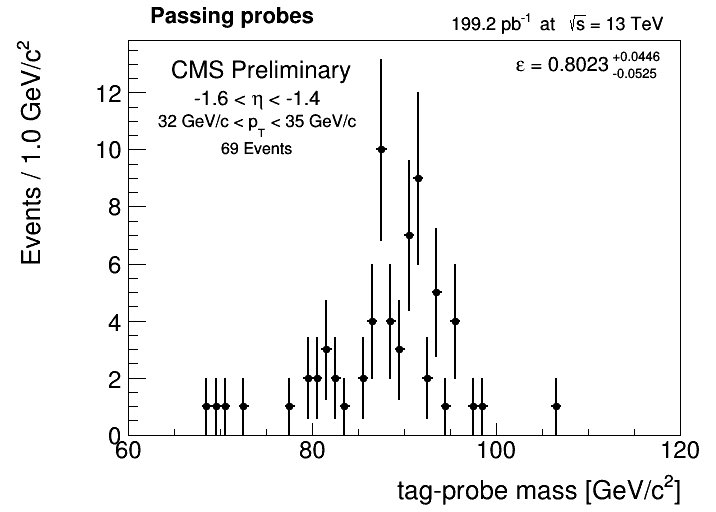 Passing probes
199.2 pb⁻¹ at √s = 13 TeV
CMS Preliminary
-1.6 < η < -1.4
32 GeV/c < p_T < 35 GeV/c
69 Events
ε = 0.8023 +0.0446 -0.0525
Events / 1.0 GeV/c²
12
10
8
6
4
2
0
60 80 100 120
tag-probe mass [GeV/c²]